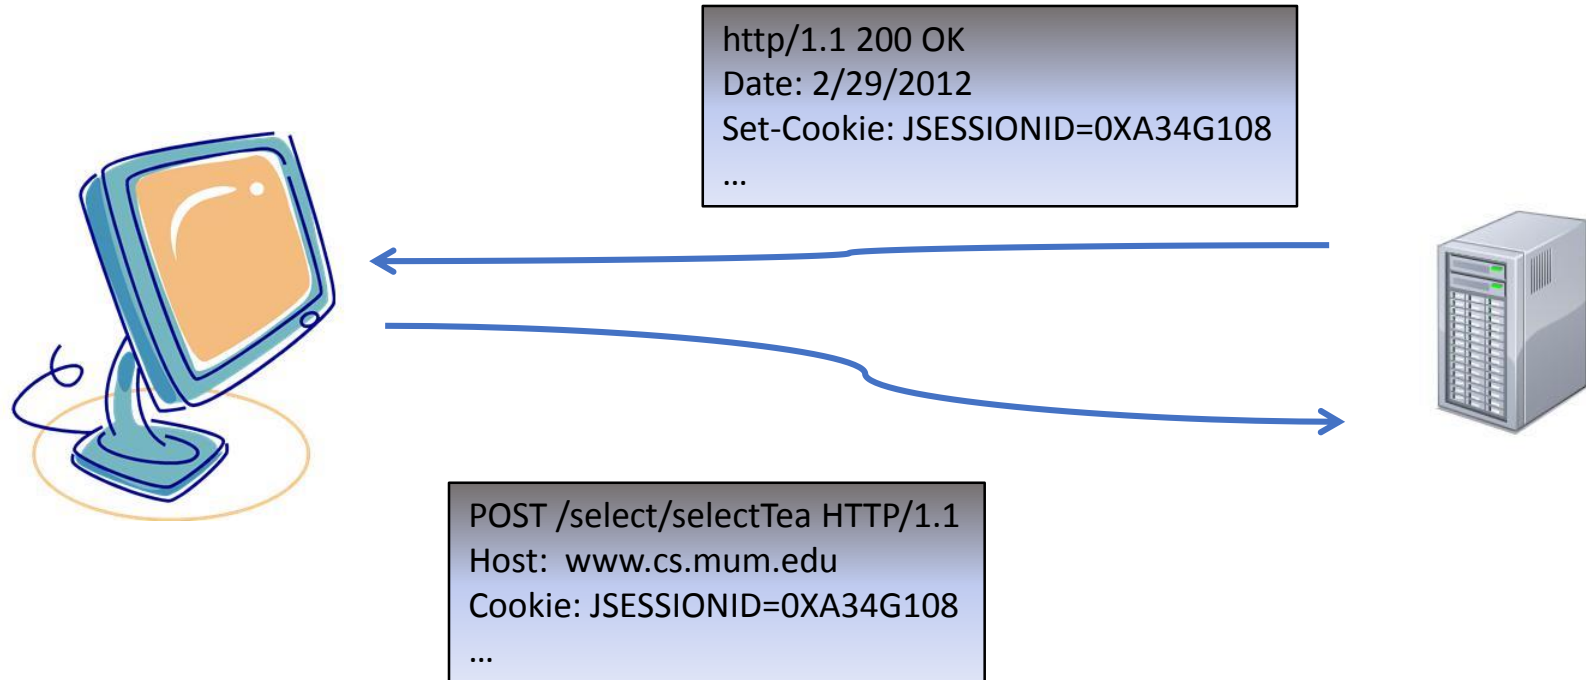 http/1.1 200 OK
Date: 2/29/2012
Set-Cookie: JSESSIONID=0XA34G108
…
POST /select/selectTea HTTP/1.1
Host:  www.cs.mum.edu
Cookie: JSESSIONID=0XA34G108
…